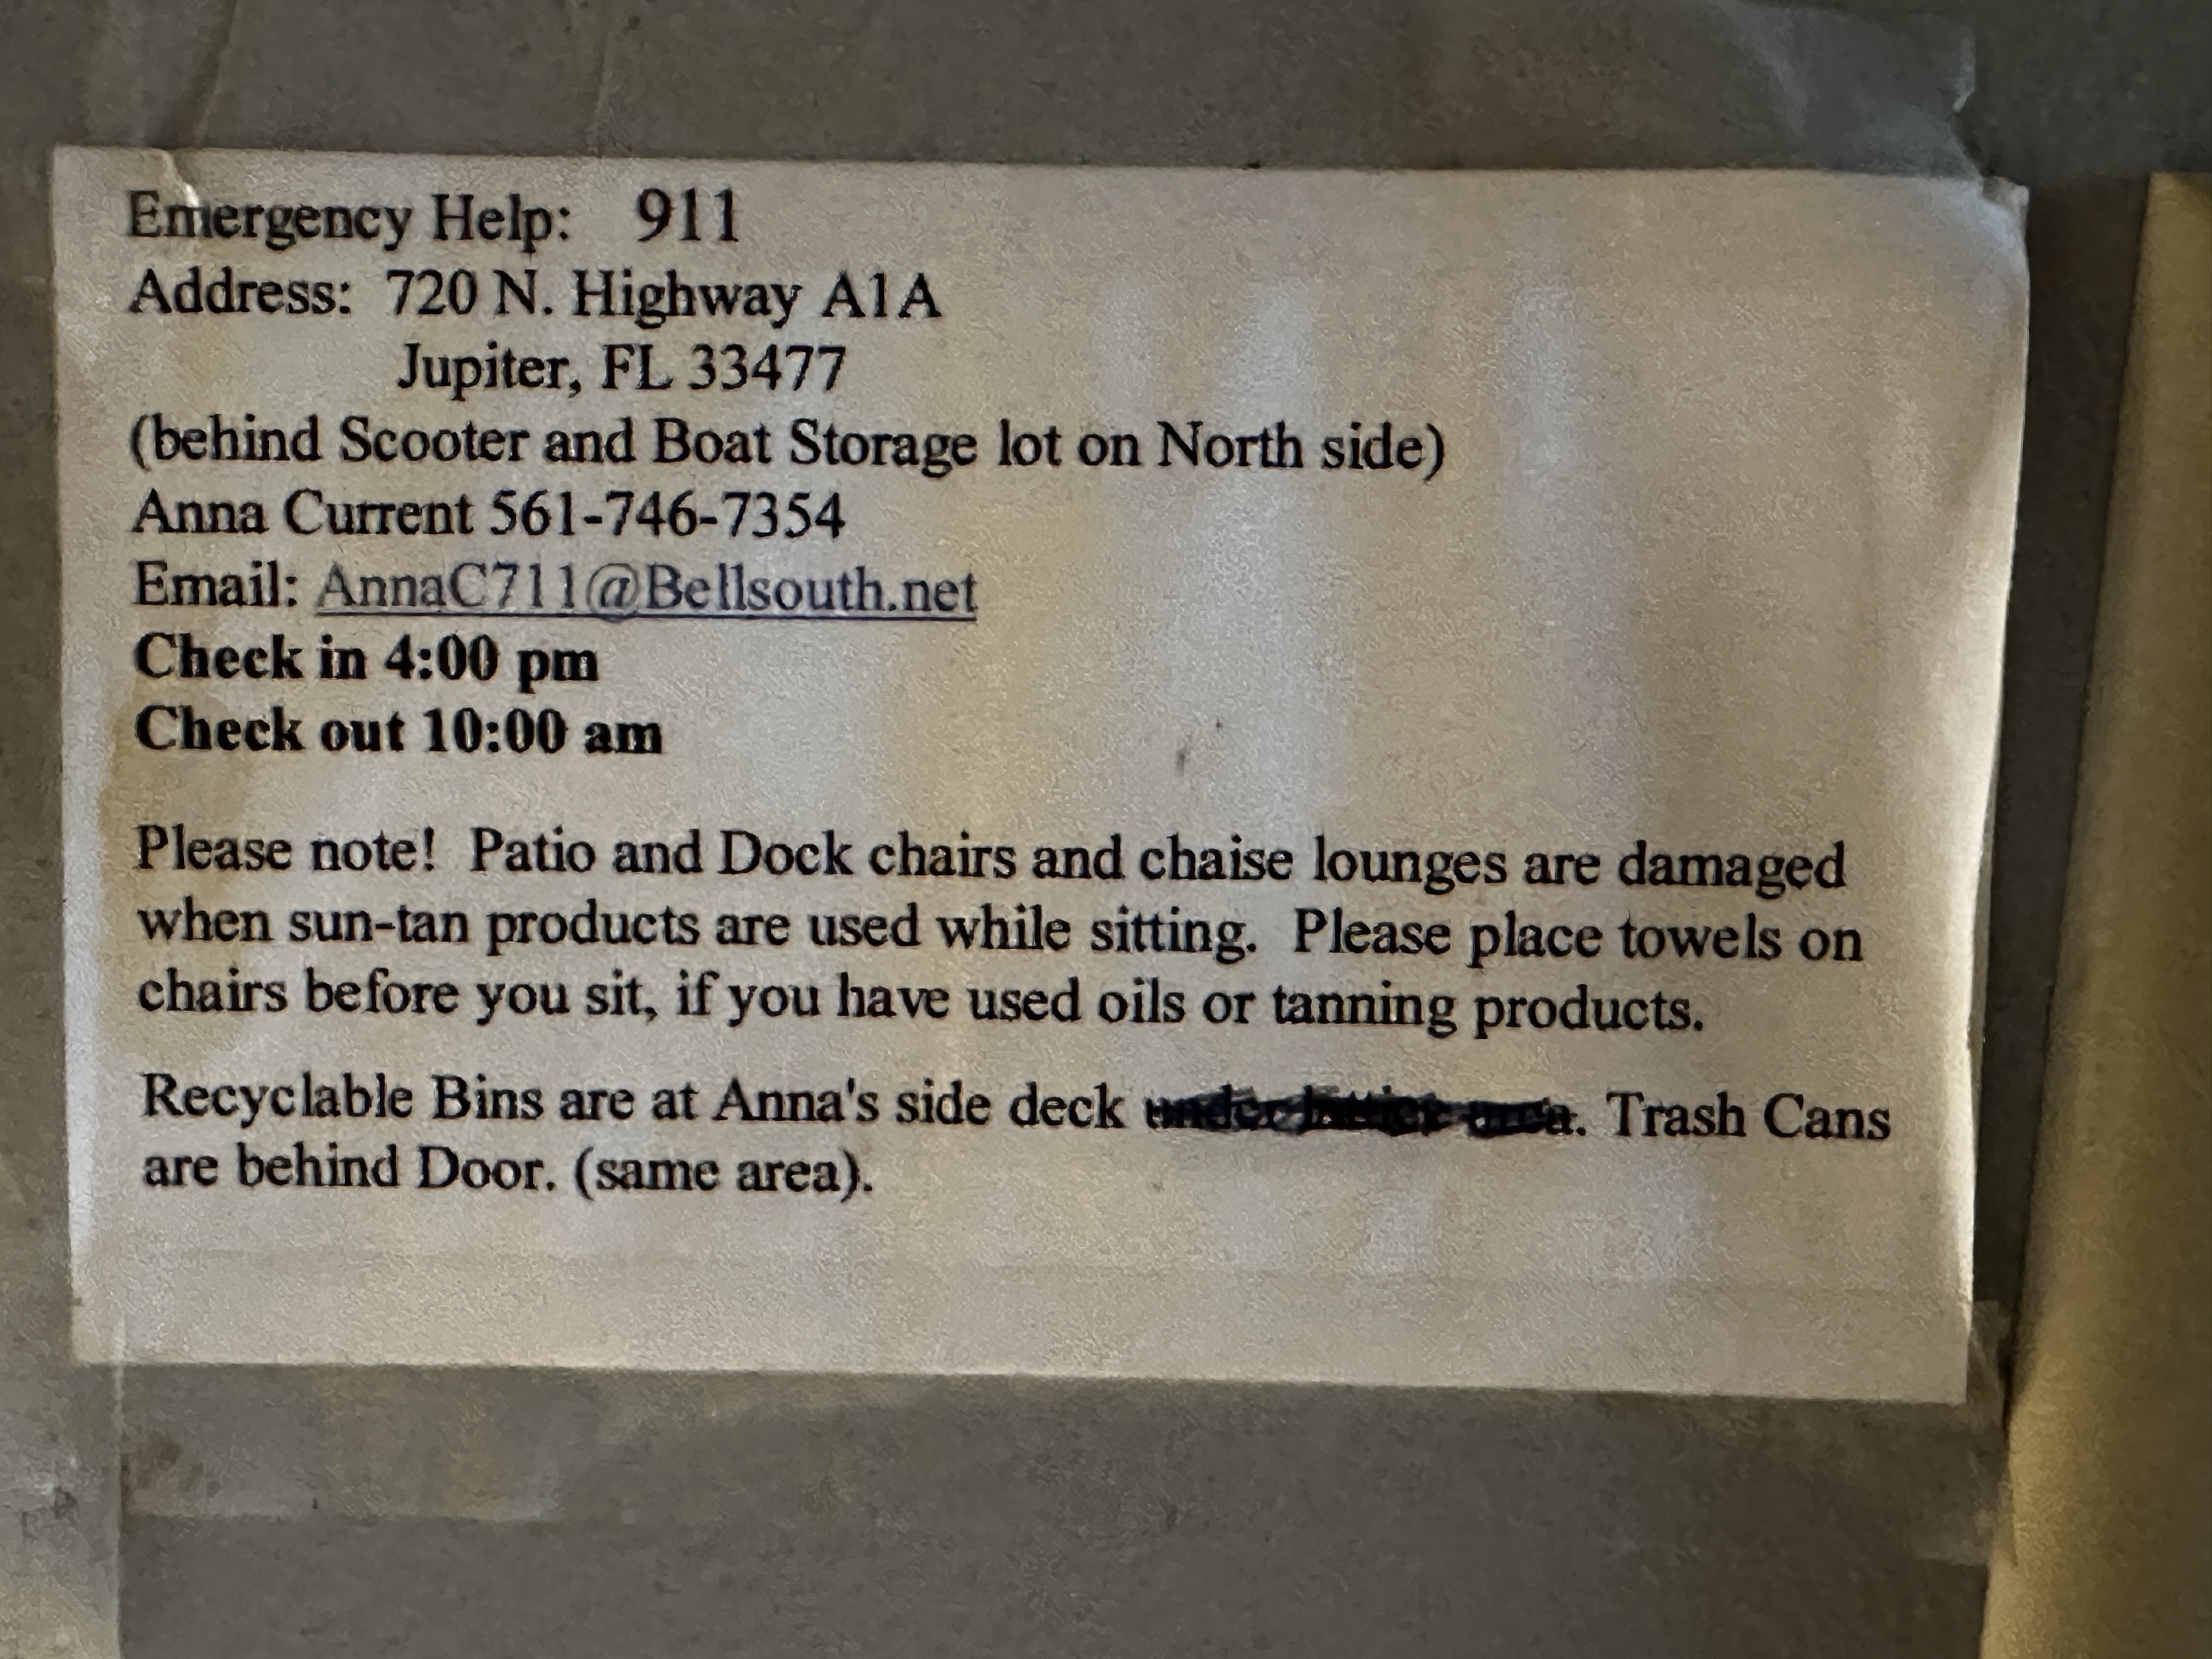 Emergency Help: 911
Address: 720 N. Highway A1A
Jupiter, FL 33477
(behind Scooter and Boat Storage lot on North side)
Anna Current 561-746-7354
Email: AnnaC711@Bellsouth.net
Check in 4:00 pm
Check out 10:00 am
Please note! Patio and Dock chairs and chaise lounges are damaged
when sun-tan products are used while sitting. Please place towels on
chairs before you sit, if you have used oils or tanning products.
Recyclable Bins are at Anna's side deck . Trash Cans
are behind Door. (same area).